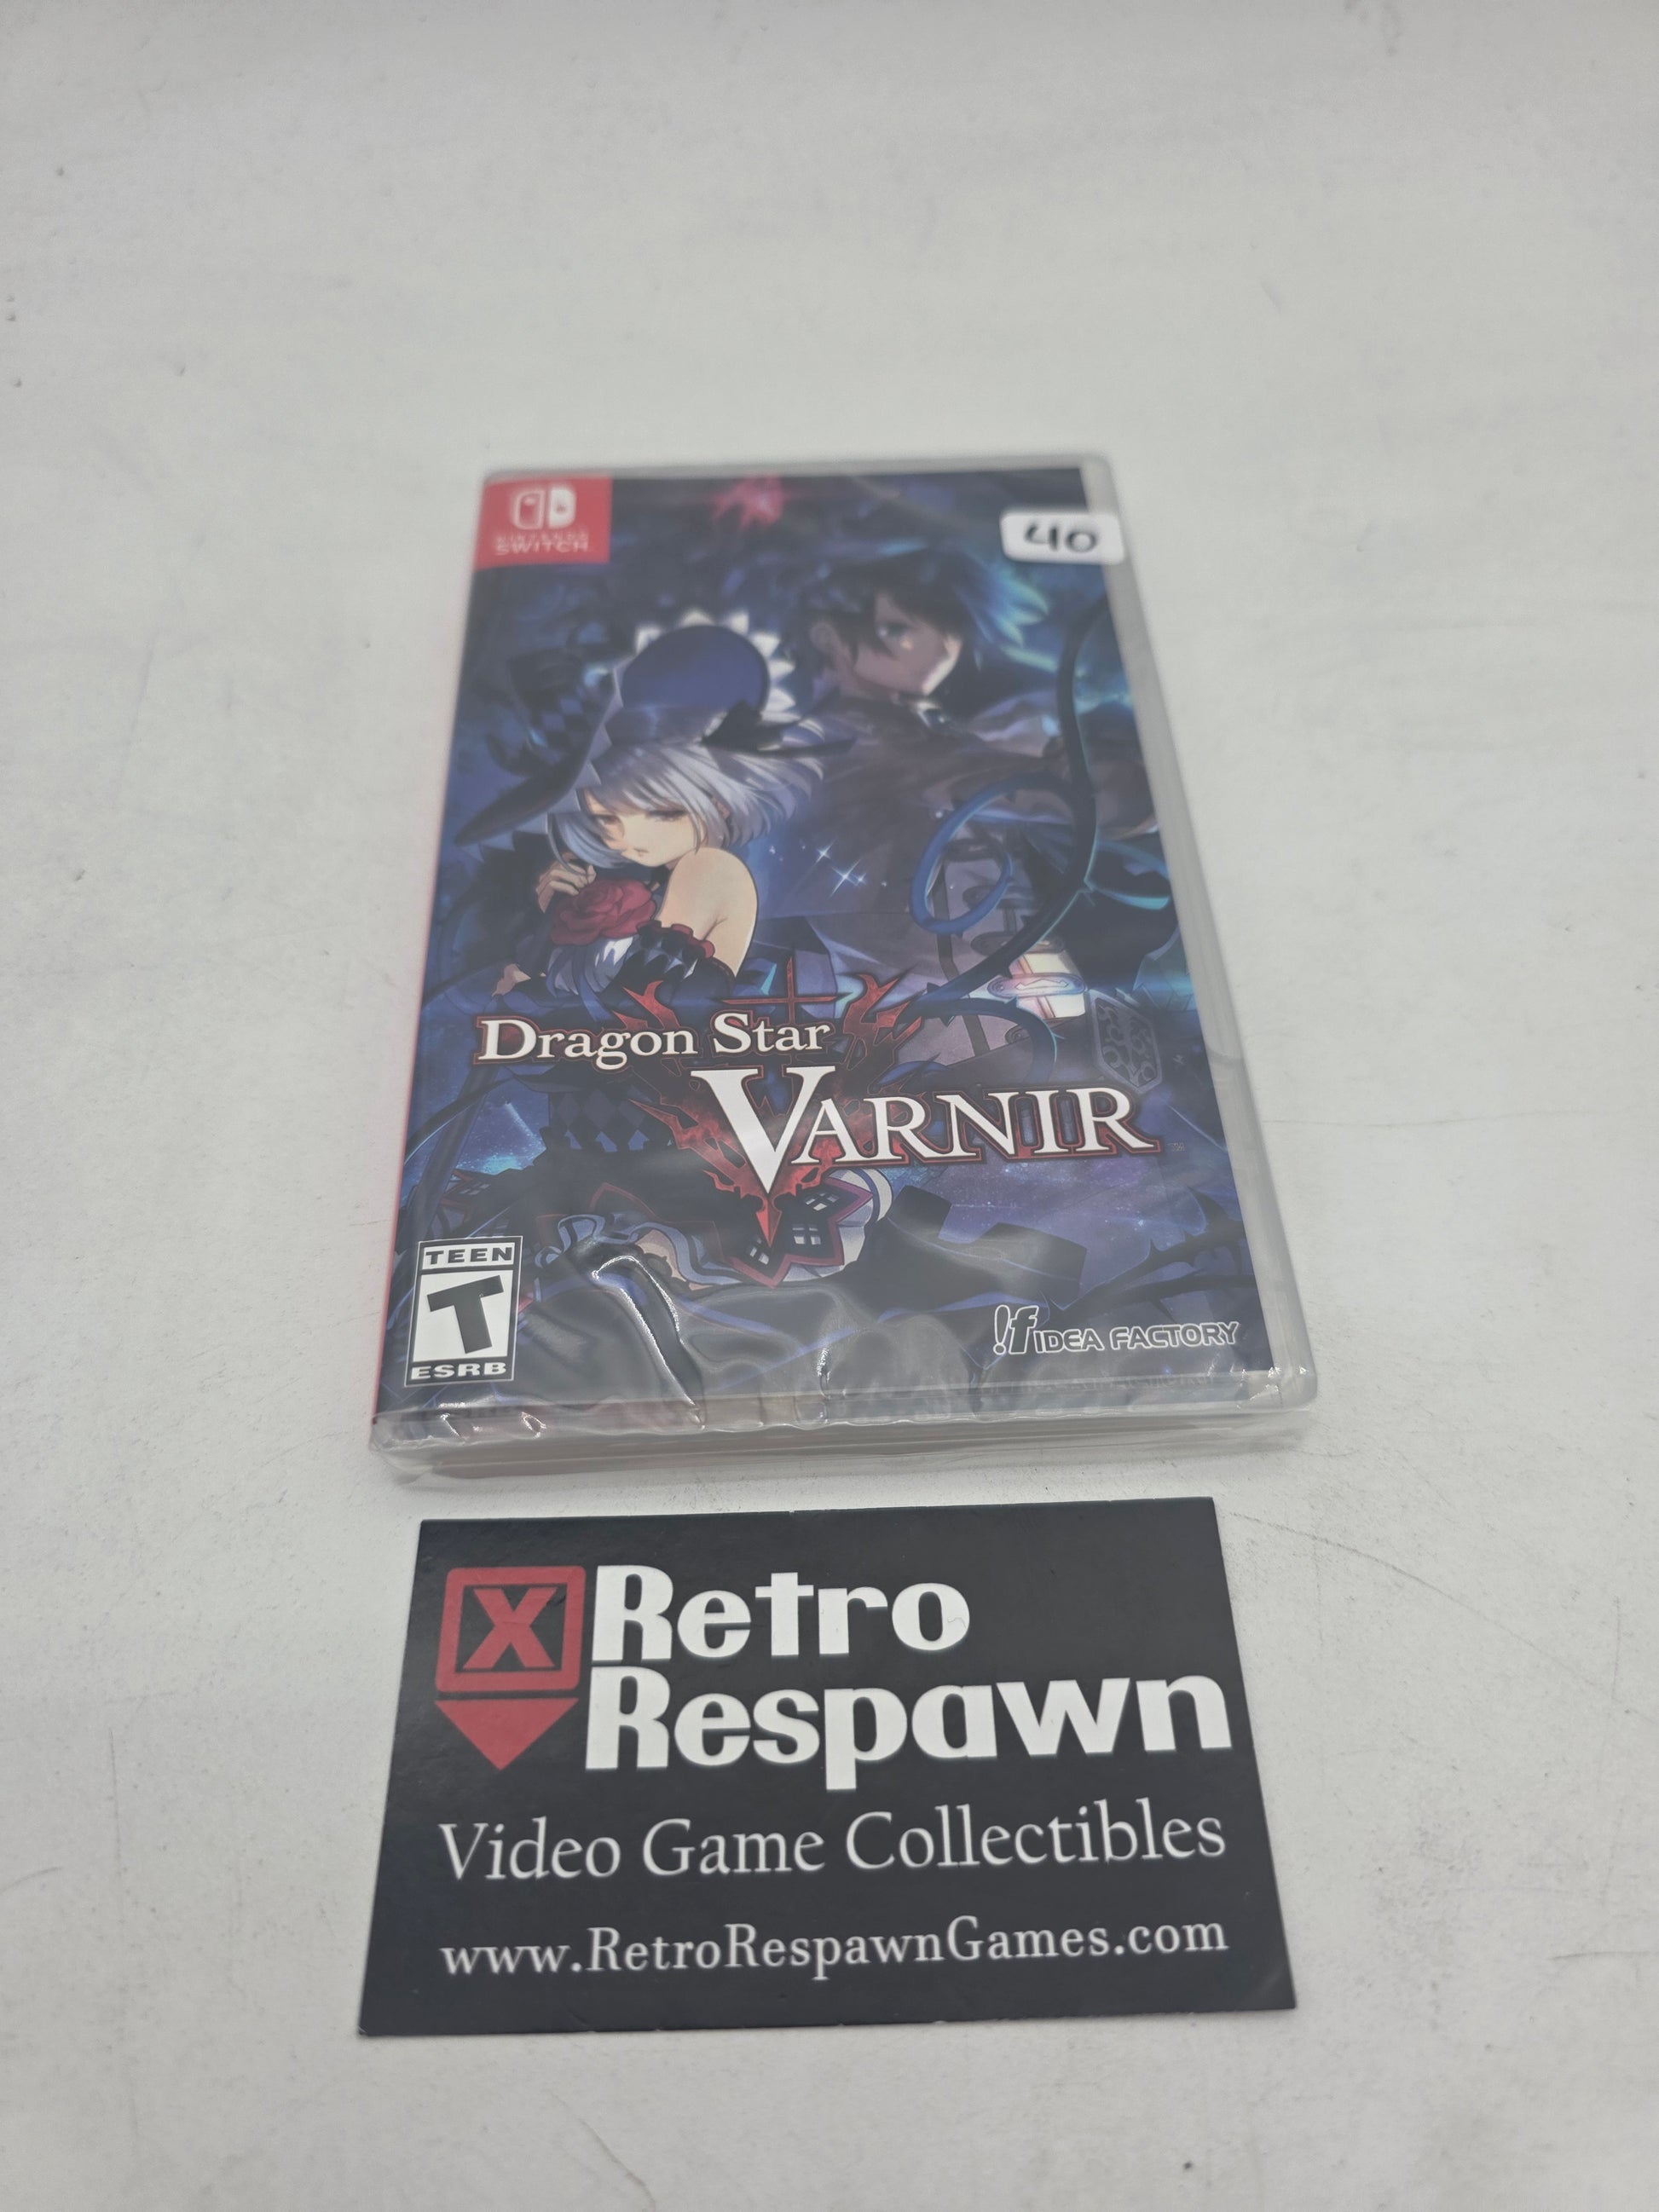 NINTENDO
SWITCH
40
Dragon Star
VARNIR
TEEN
T
ESRB
!f IDEA FACTORY
X Retro
Respawn
Video Game Collectibles
www.RetroRespawnGames.com